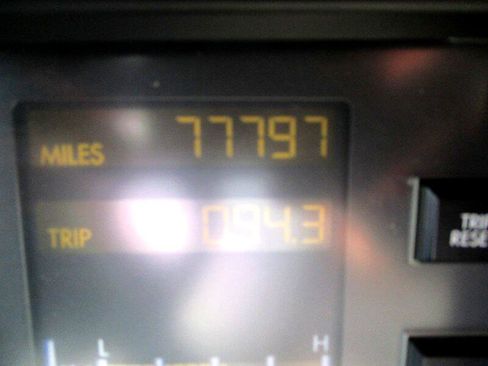 MILES 77797
TRIP 094.3
TRIP
RESET
L H